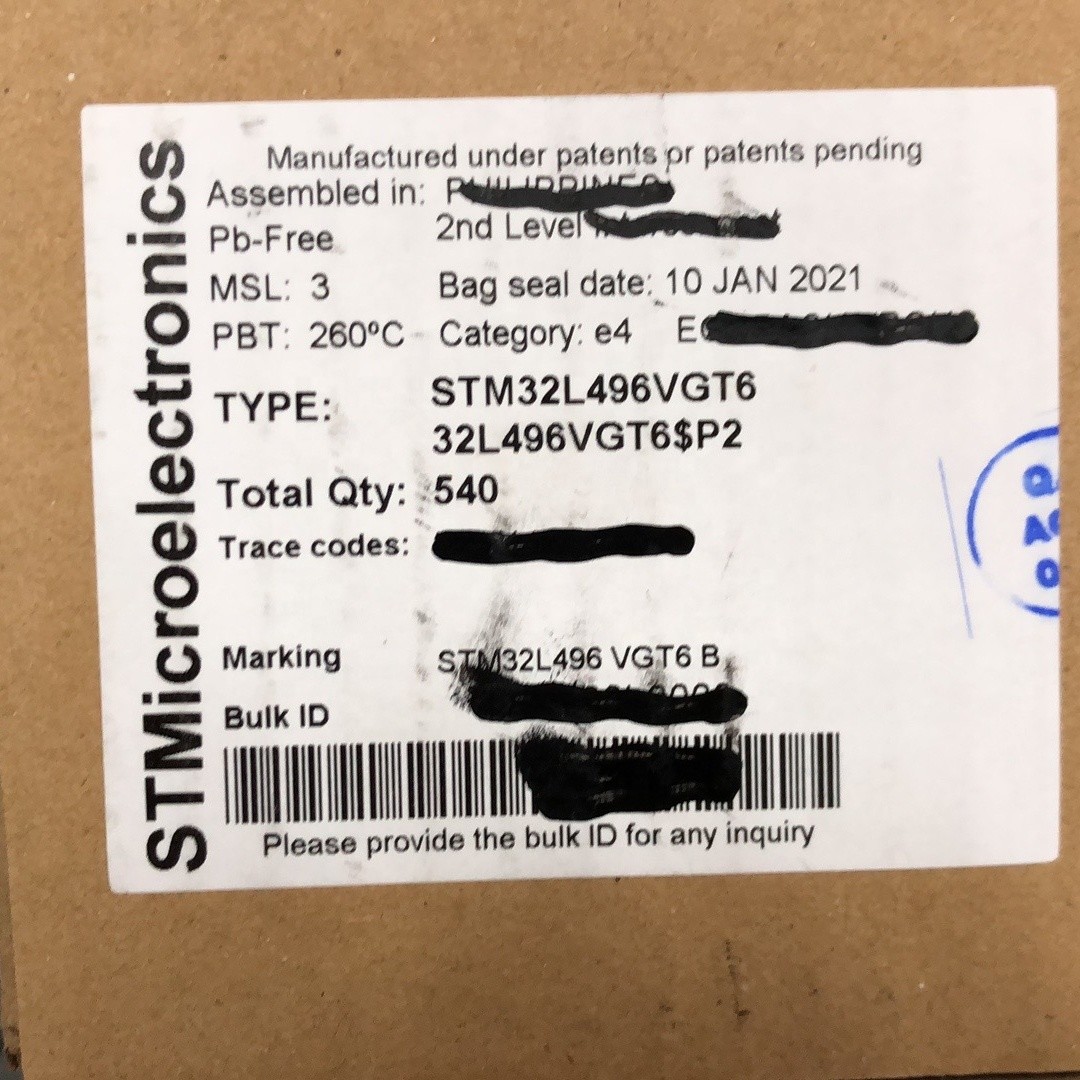 STMicroelectronics
Manufactured under patents or patents pending
Assembled in:
Pb-Free 2nd Level
MSL: 3 Bag seal date: 10 JAN 2021
PBT: 260ºC Category: e4
TYPE: STM32L496VGT6
32L496VGT6$P2
Total Qty: 540
Trace codes:
Marking STM32L496 VGT6 B
Bulk ID
Please provide the bulk ID for any inquiry